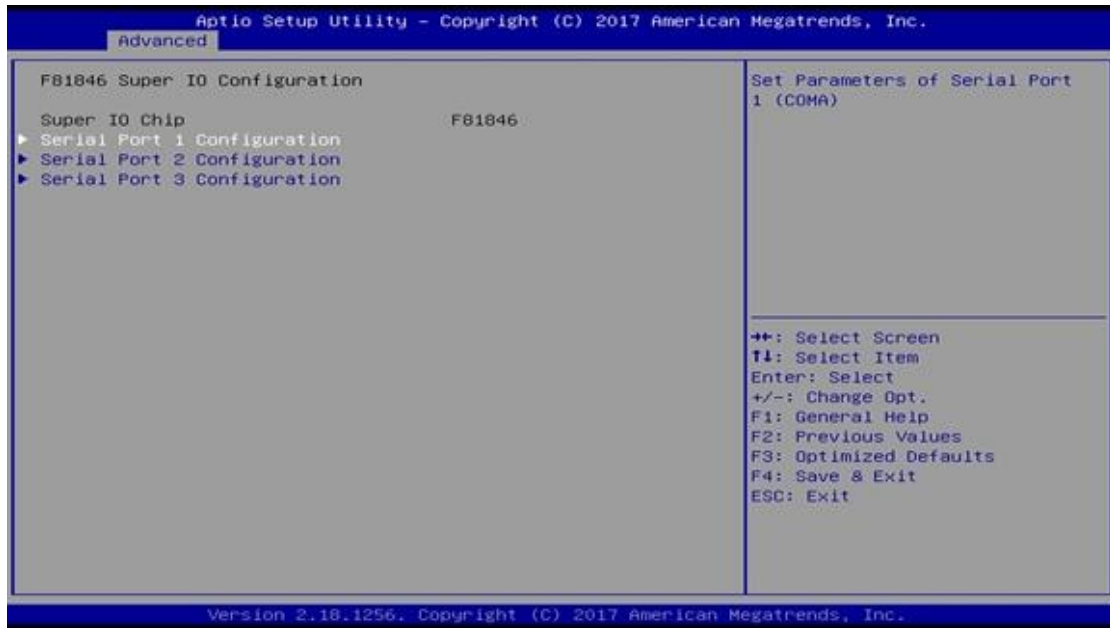 Aptio Setup Utility – Copyright (C) 2017 American Megatrends, Inc.
Advanced
F81846 Super IO Configuration
Super IO Chip F81846
► Serial Port 1 Configuration
► Serial Port 2 Configuration
► Serial Port 3 Configuration
Set Parameters of Serial Port
1 (COMA)
→←: Select Screen
↑↓: Select Item
Enter: Select
+/-: Change Opt.
F1: General Help
F2: Previous Values
F3: Optimized Defaults
F4: Save & Exit
ESC: Exit
Version 2.18.1256. Copyright (C) 2017 American Megatrends, Inc.